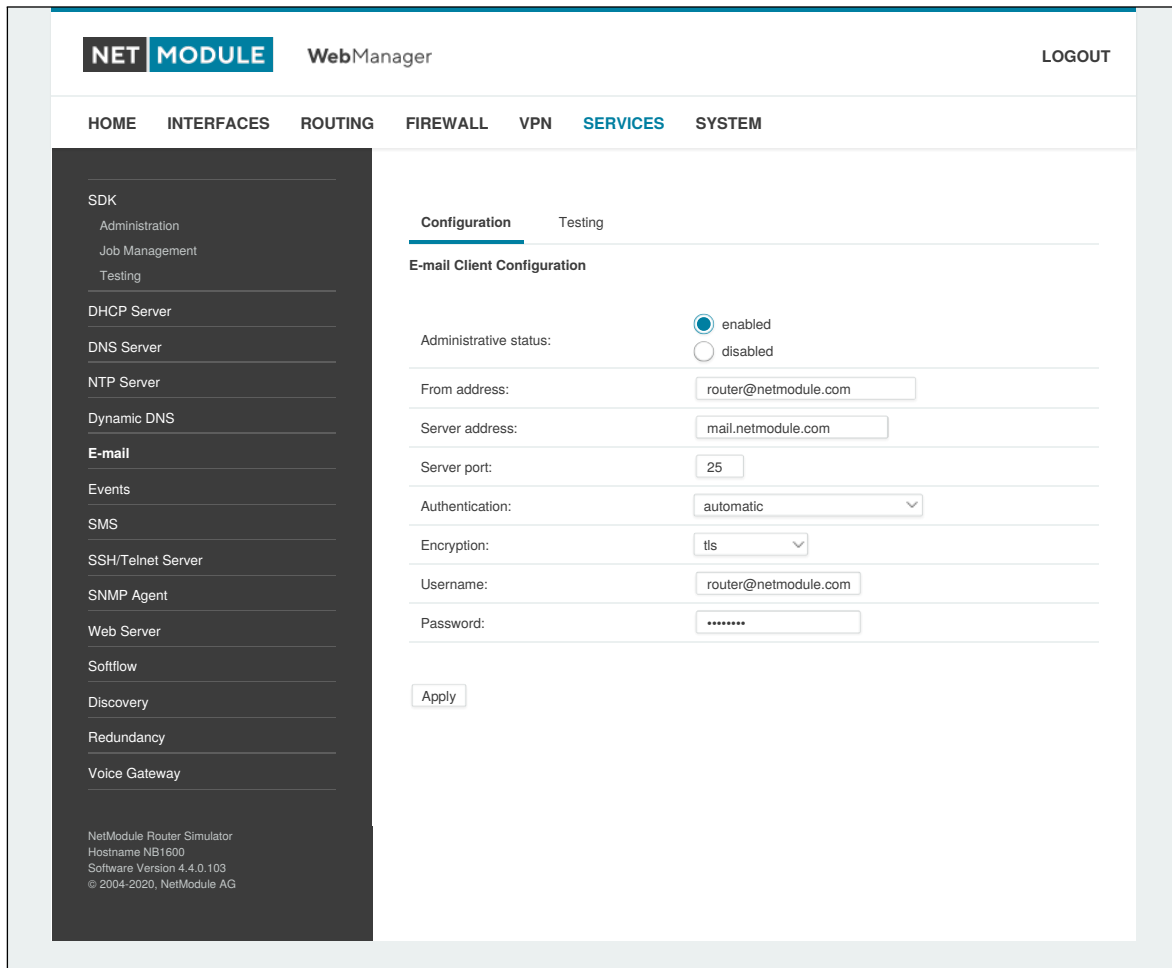 NET MODULE WebManager LOGOUT
HOME INTERFACES ROUTING FIREWALL VPN SERVICES SYSTEM
SDK
Administration
Job Management
Testing
DHCP Server
DNS Server
NTP Server
Dynamic DNS
E-mail
Events
SMS
SSH/Telnet Server
SNMP Agent
Web Server
Softflow
Discovery
Redundancy
Voice Gateway
NetModule Router Simulator
Hostname NB1600
Software Version 4.4.0.103
© 2004-2020, NetModule AG
Configuration Testing
E-mail Client Configuration
Administrative status:
enabled
disabled
From address: router@netmodule.com
Server address: mail.netmodule.com
Server port: 25
Authentication: automatic
Encryption: tls
Username: router@netmodule.com
Password: ••••••••
Apply